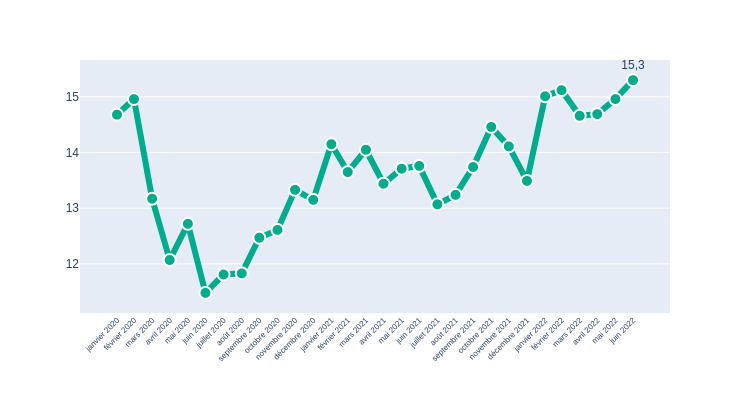 15,3
15
14
13
12
janvier 2020
février 2020
mars 2020
avril 2020
mai 2020
juin 2020
juillet 2020
août 2020
septembre 2020
octobre 2020
novembre 2020
décembre 2020
janvier 2021
février 2021
mars 2021
avril 2021
mai 2021
juin 2021
juillet 2021
août 2021
septembre 2021
octobre 2021
novembre 2021
décembre 2021
janvier 2022
février 2022
mars 2022
avril 2022
mai 2022
juin 2022